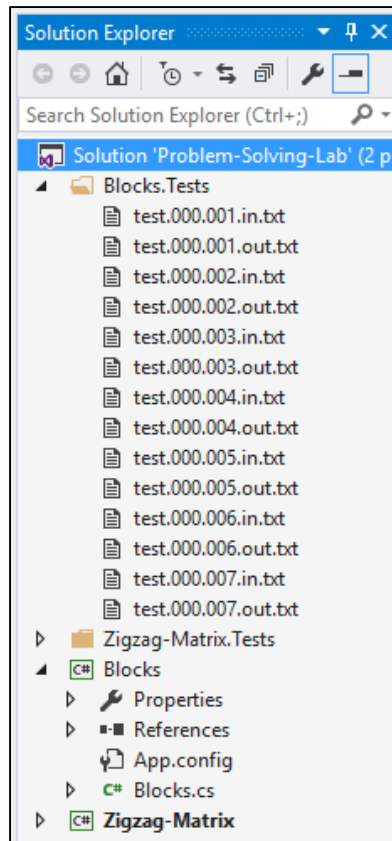 Solution Explorer
Search Solution Explorer (Ctrl+;)
Solution 'Problem-Solving-Lab' (2 p
Blocks.Tests
test.000.001.in.txt
test.000.001.out.txt
test.000.002.in.txt
test.000.002.out.txt
test.000.003.in.txt
test.000.003.out.txt
test.000.004.in.txt
test.000.004.out.txt
test.000.005.in.txt
test.000.005.out.txt
test.000.006.in.txt
test.000.006.out.txt
test.000.007.in.txt
test.000.007.out.txt
Zigzag-Matrix.Tests
C# Blocks
Properties
References
App.config
C# Blocks.cs
C# Zigzag-Matrix